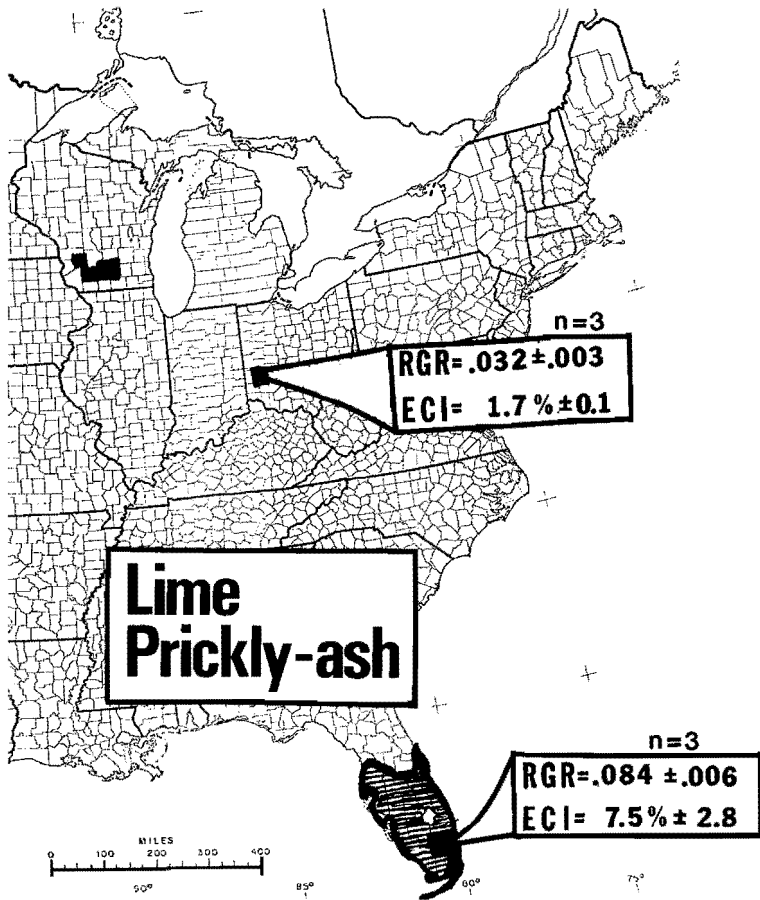 n=3
RGR=.032±.003
ECI= 1.7%±0.1
Lime
Prickly-ash
n=3
RGR=.084 ±.006
ECI= 7.5%± 2.8
MILES
0 100 200 300 400
90° 85° 80° 75°